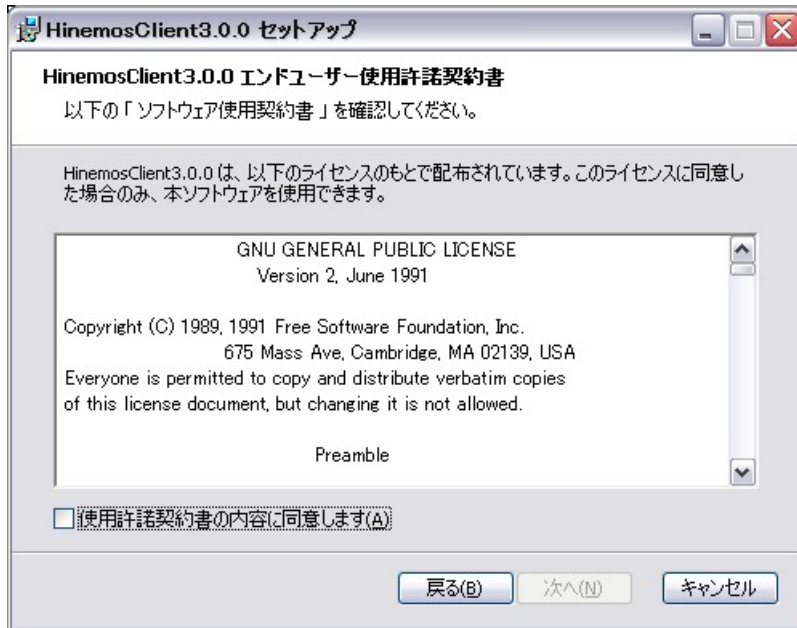 HinemosClient3.0.0 セットアップ
HinemosClient3.0.0 エンドユーザー使用許諾契約書
以下の「 ソフトウェア使用契約書 」を確認してください。
HinemosClient3.0.0 は、以下のライセンスのもとで配布されています。このライセンスに同意し
た場合のみ、本ソフトウェアを使用できます。
GNU GENERAL PUBLIC LICENSE
Version 2, June 1991
Copyright (C) 1989, 1991 Free Software Foundation, Inc.
675 Mass Ave, Cambridge, MA 02139, USA
Everyone is permitted to copy and distribute verbatim copies
of this license document, but changing it is not allowed.
Preamble
使用許諾契約書の内容に同意します(A)
戻る(B) 次へ(N) キャンセル